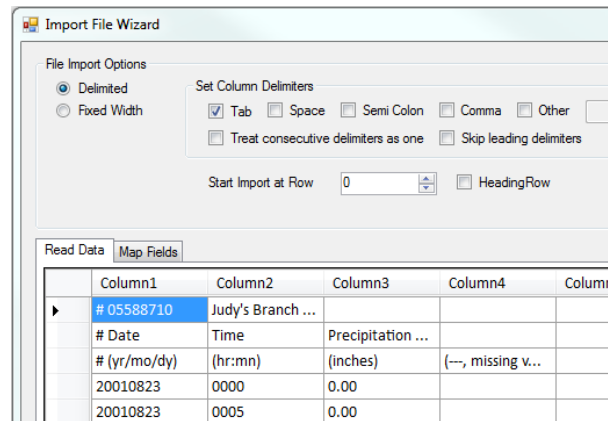 Import File Wizard
File Import Options
Delimited
Fixed Width
Set Column Delimiters
Tab Space Semi Colon Comma Other
Treat consecutive delimiters as one Skip leading delimiters
Start Import at Row 0 HeadingRow
Read Data Map Fields
Column1 Column2 Column3 Column4 Column
# 05588710 Judy's Branch ...
# Date Time Precipitation ...
# (yr/mo/dy) (hr:mn) (inches) (---, missing v...
20010823 0000 0.00
20010823 0005 0.00